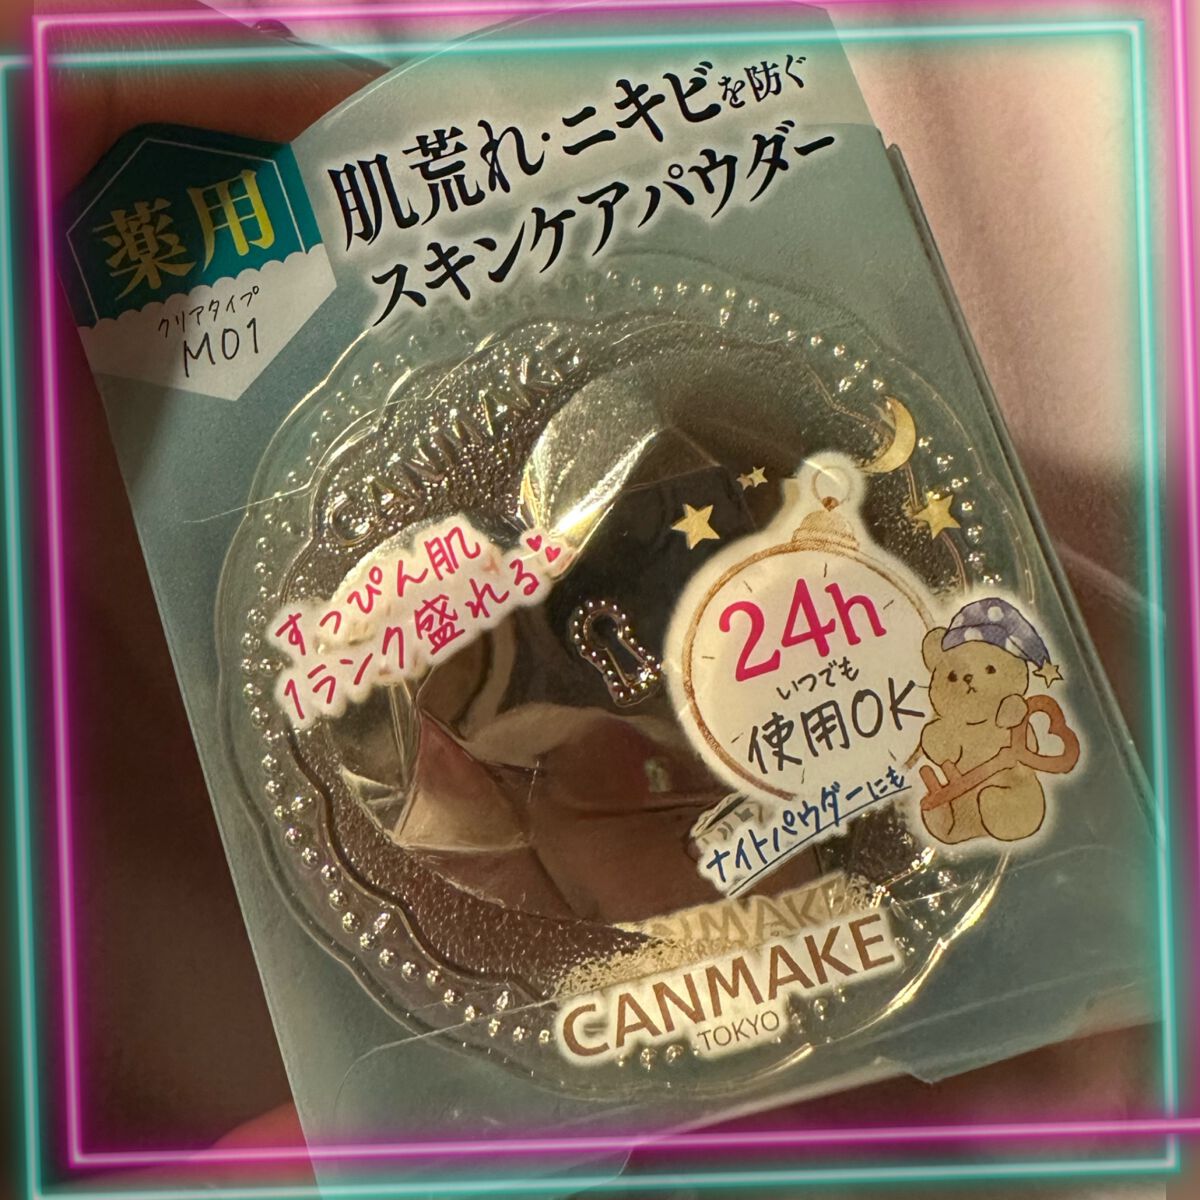 肌荒れ・ニキビを防ぐ
スキンケアパウダー
薬用
クリアタイプ
M01
CANMAKE
すっぴん肌
1ランク盛れる
24h
いつでも
使用OK
ナイトパウダーにも
CANMAKE
TOKYO